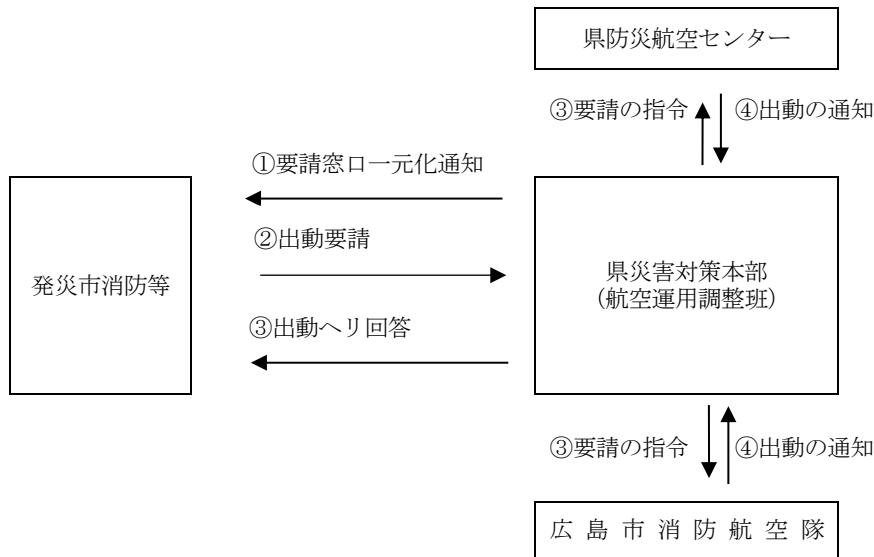 県防災航空センター
③要請の指令
④出動の通知
①要請窓口一元化通知
②出動要請
発災市消防等
県災害対策本部
(航空運用調整班)
③出動ヘリ回答
③要請の指令
④出動の通知
広島市消防航空隊